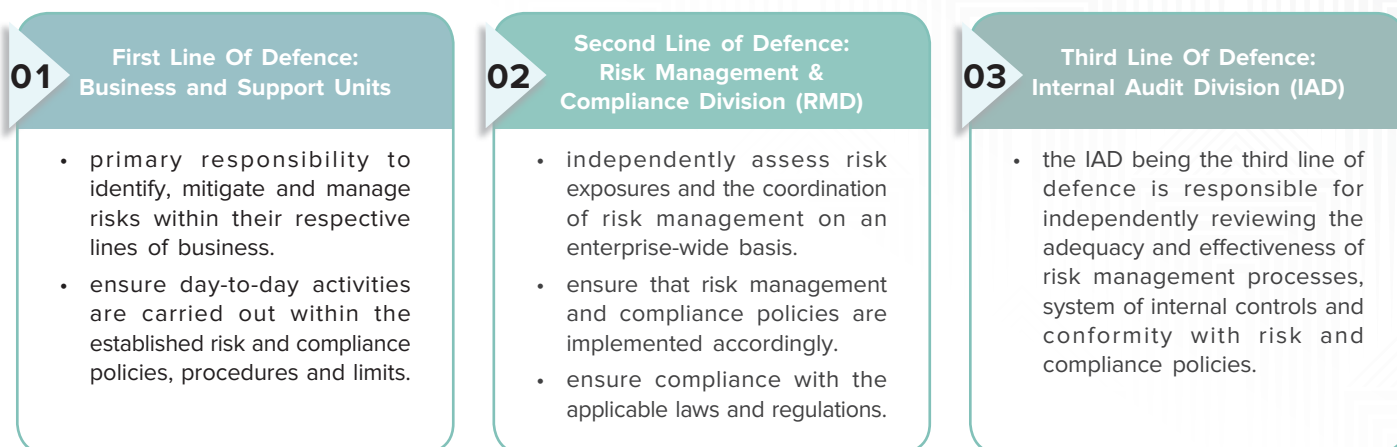 01
First Line Of Defence:
Business and Support Units
• primary responsibility to
identify, mitigate and manage
risks within their respective
lines of business.
• ensure day-to-day activities
are carried out within the
established risk and compliance
policies, procedures and limits.
02
Second Line of Defence:
Risk Management &
Compliance Division (RMD)
• independently assess risk
exposures and the coordination
of risk management on an
enterprise-wide basis.
• ensure that risk management
and compliance policies are
implemented accordingly.
• ensure compliance with the
applicable laws and regulations.
03
Third Line Of Defence:
Internal Audit Division (IAD)
• the IAD being the third line of
defence is responsible for
independently reviewing the
adequacy and effectiveness of
risk management processes,
system of internal controls and
conformity with risk and
compliance policies.